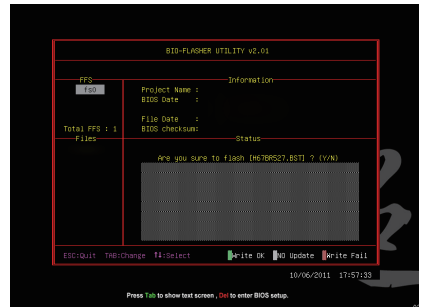 BIO-FLASHER UTILITY v2.01
FFS
Information
fs0
Project Name :
BIOS Date :
File Date :
Total FFS : 1
BIOS checksum:
Files
Status
Are you sure to flash [H67BR527.BST] ? (Y/N)
ESC:Quit TAB:Change ↑↓:Select Write OK NO Update Write Fail
10/06/2011 17:57:33
Press Tab to show text screen , Del to enter BIOS setup.